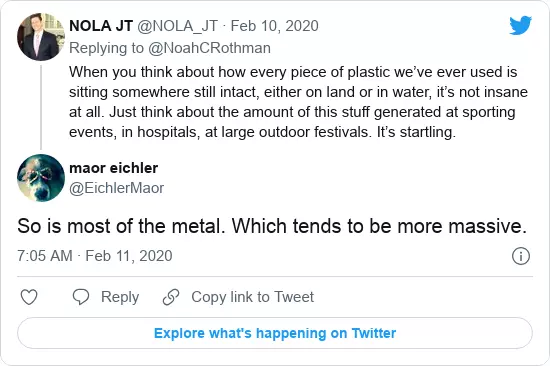 NOLA JT @NOLA_JT · Feb 10, 2020
Replying to @NoahCRothman
When you think about how every piece of plastic we’ve ever used is
sitting somewhere still intact, either on land or in water, it’s not insane
at all. Just think about the amount of this stuff generated at sporting
events, in hospitals, at large outdoor festivals. It’s startling.
maor eichler
@EichlerMaor
So is most of the metal. Which tends to be more massive.
7:05 AM · Feb 11, 2020
Reply Copy link to Tweet
Explore what's happening on Twitter